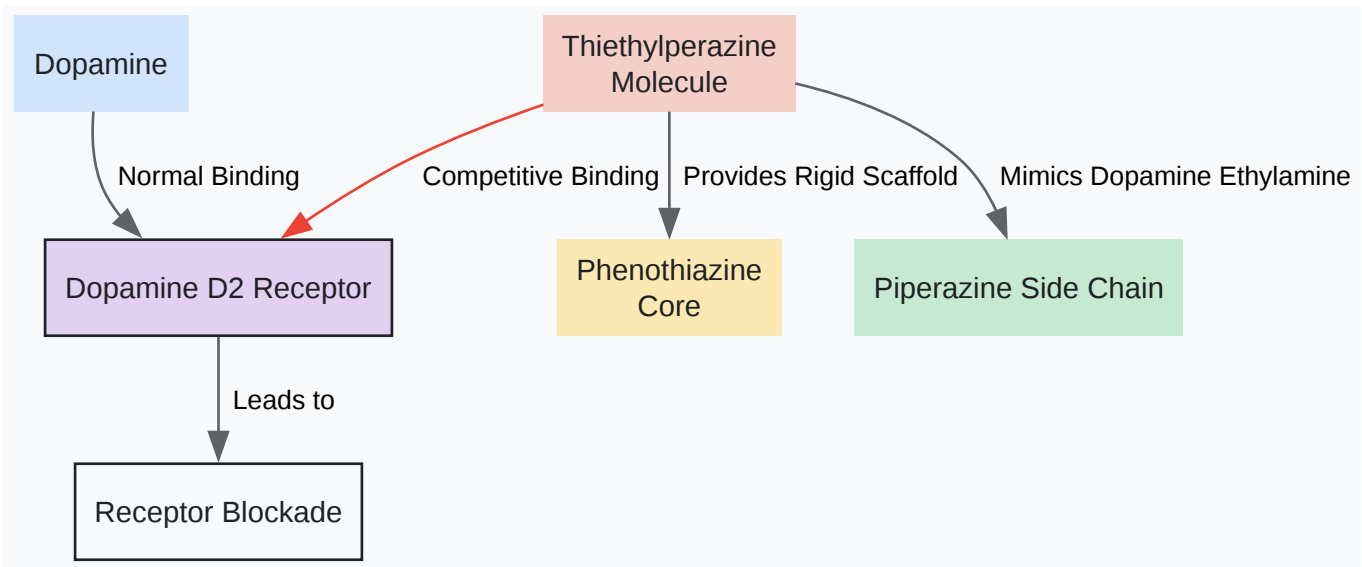 Dopamine
Thiethylperazine
Molecule
Normal Binding
Competitive Binding
Provides Rigid Scaffold
Mimics Dopamine Ethylamine
Dopamine D2 Receptor
Phenothiazine
Core
Piperazine Side Chain
Leads to
Receptor Blockade